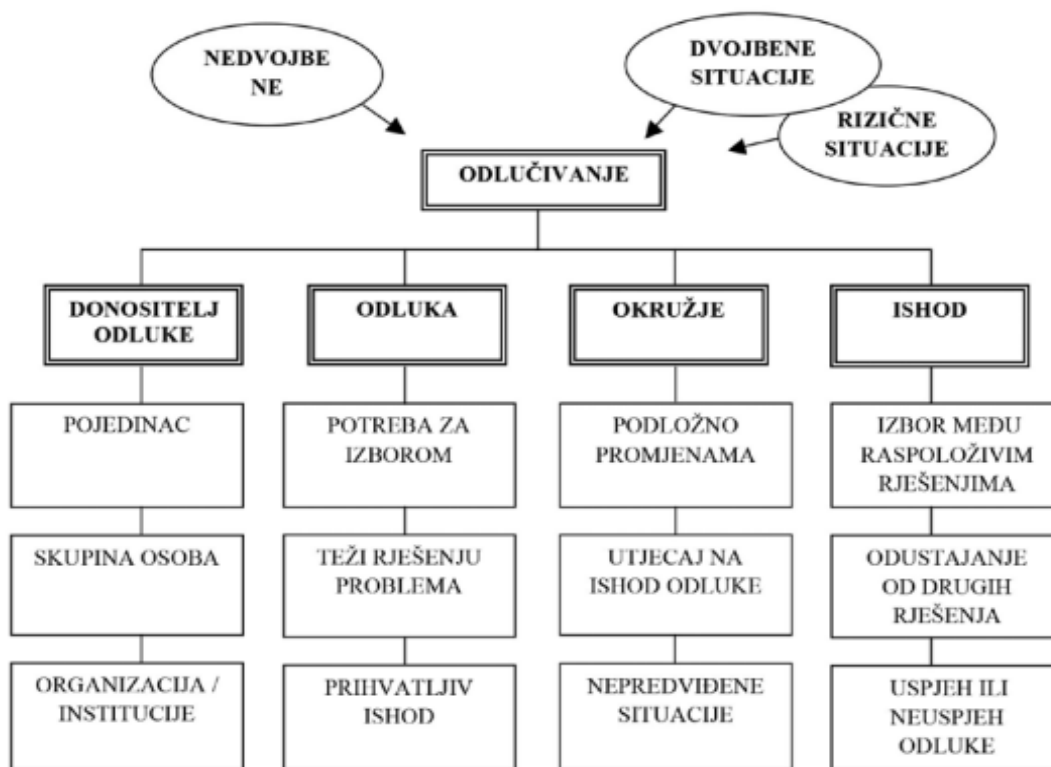 NEDVOJBE
NE
DVOJBENE
SITUACIJE
RIZIČNE
SITUACIJE
ODLUČIVANJE
DONOSITELJ
ODLUKE
ODLUKA
OKRUŽJE
ISHOD
POJEDINAC
POTREBA ZA
IZBOROM
PODLOŽNO
PROMJENAMA
IZBOR MEĐU
RASPOLOŽIVIM
RJEŠENJIMA
SKUPINA OSOBA
TEŽI RJEŠENJU
PROBLEMA
UTJECAJ NA
ISHOD ODLUKE
ODUSTAJANJE
OD DRUGIH
RJEŠENJA
ORGANIZACIJA /
INSTITUCIJE
PRIHVATLJIV
ISHOD
NEPREDVIĐENE
SITUACIJE
USPJEH ILI
NEUSPJEH
ODLUKE